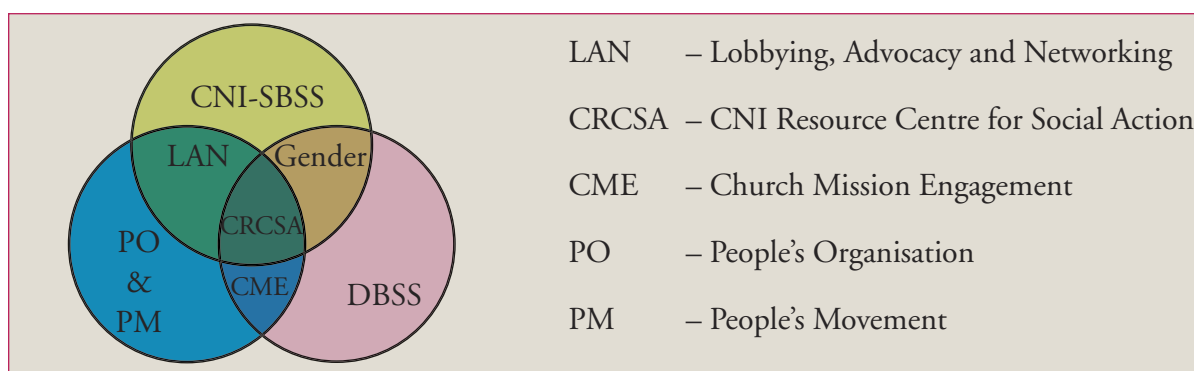 CNI-SBSS
LAN
Gender
CRCSA
PO
&
PM
CME
DBSS
LAN – Lobbying, Advocacy and Networking
CRCSA – CNI Resource Centre for Social Action
CME – Church Mission Engagement
PO – People’s Organisation
PM – People’s Movement